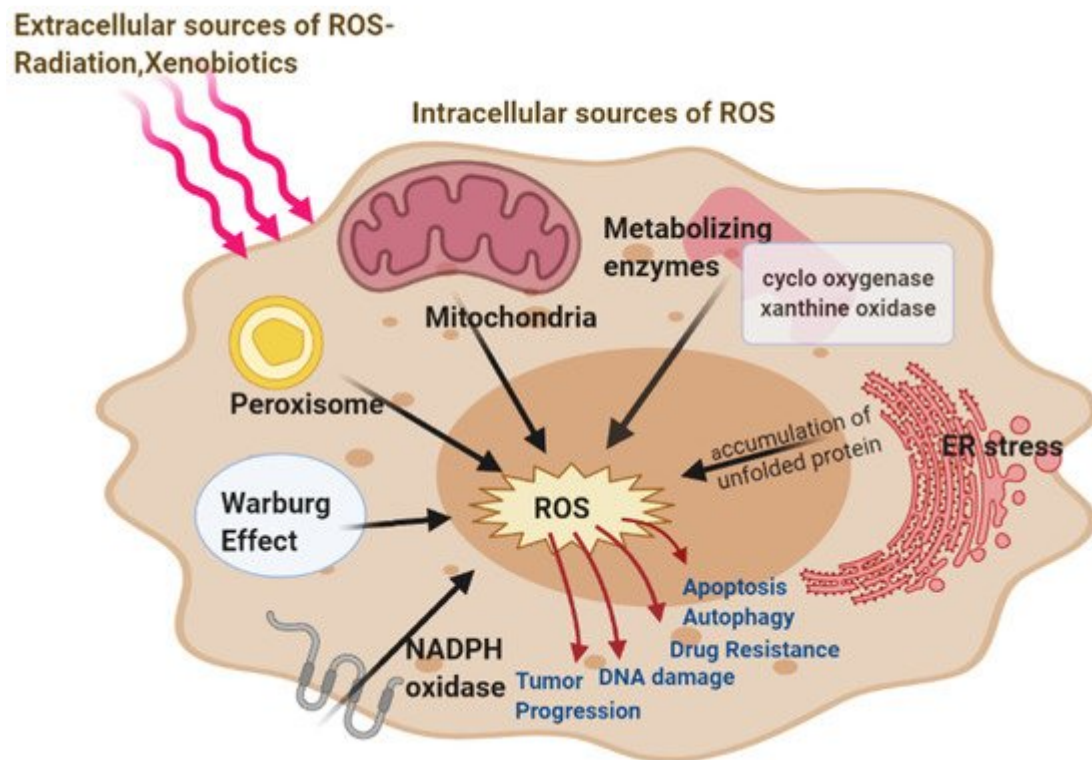 Extracellular sources of ROS-
Radiation,Xenobiotics
Intracellular sources of ROS
Metabolizing
enzymes
cyclo oxygenase
xanthine oxidase
Mitochondria
Peroxisome
accumulation of
unfolded protein
ER stress
Warburg
Effect
ROS
NADPH
oxidase
Apoptosis
Autophagy
Drug Resistance
DNA damage
Tumor
Progression